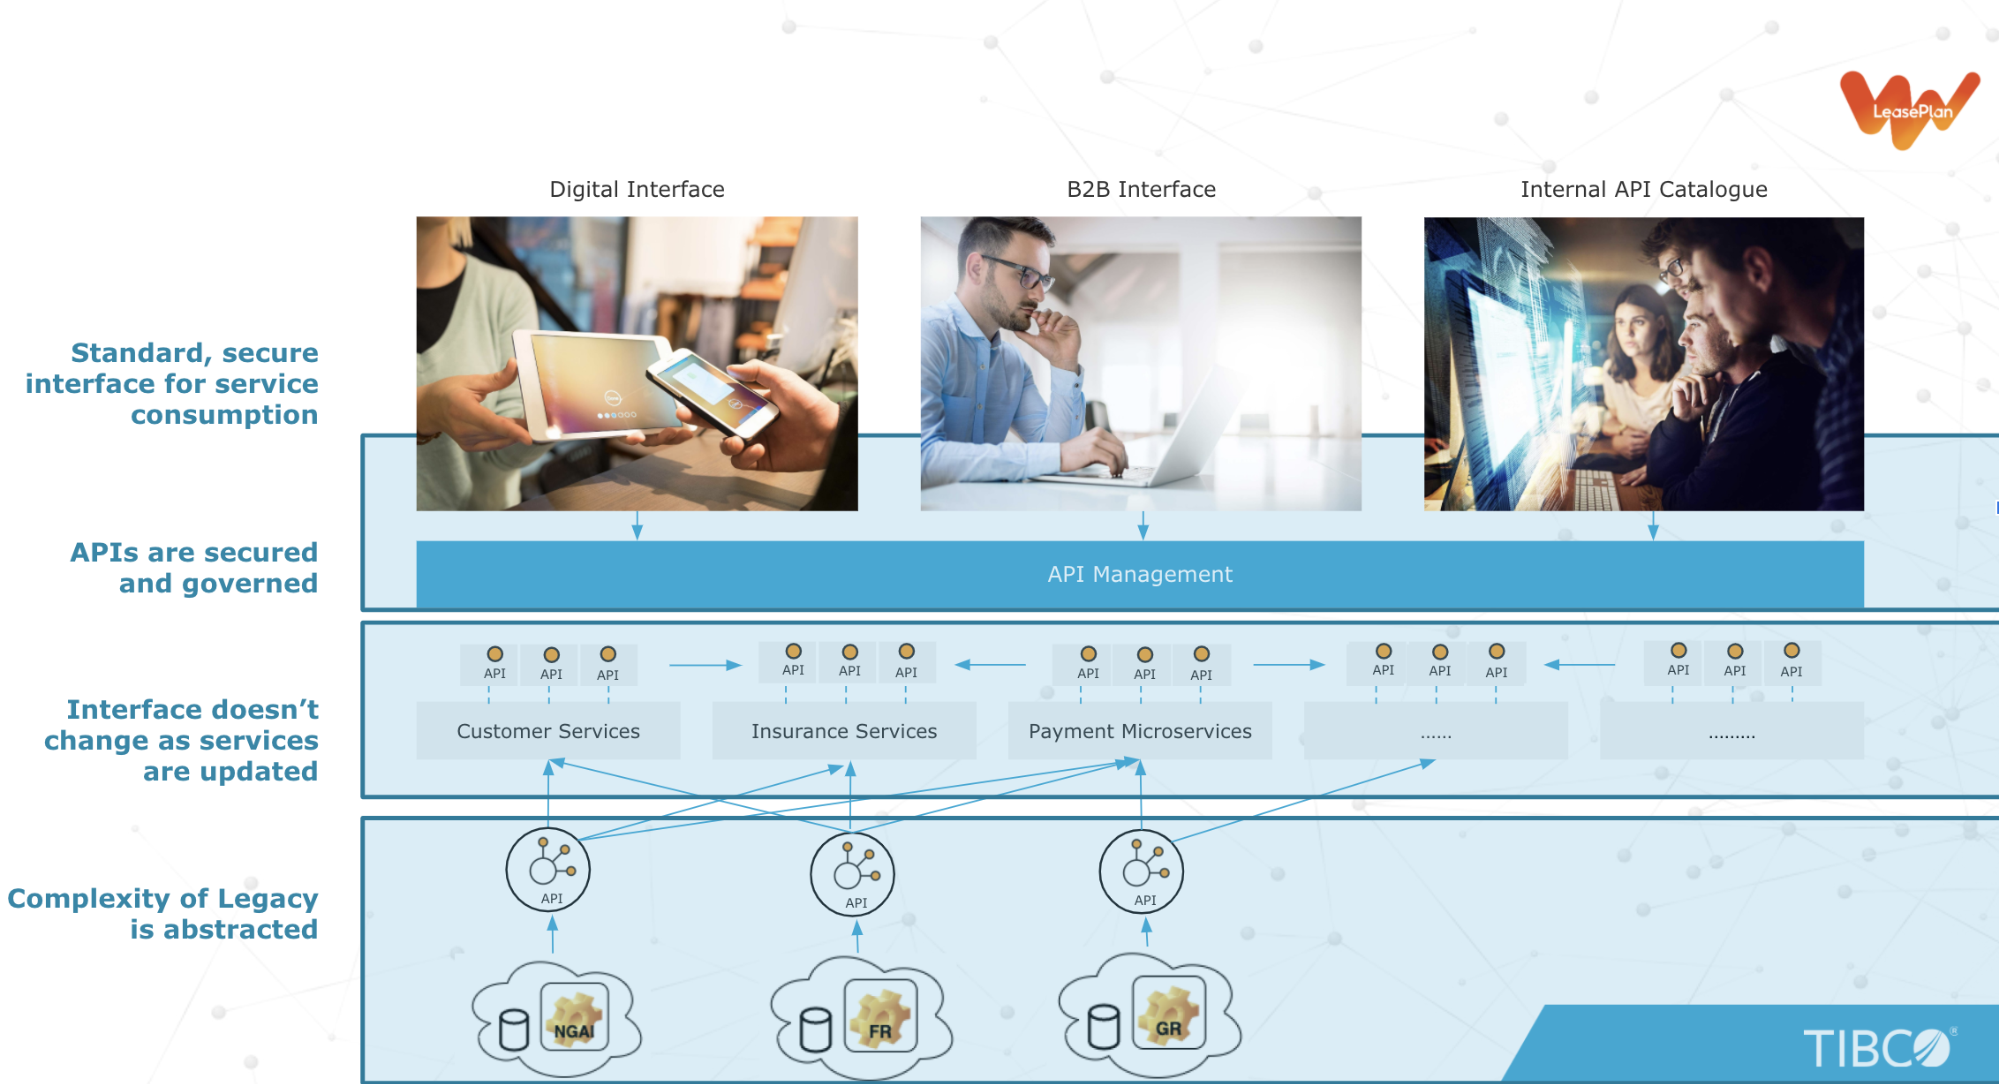 LeasePlan
Digital Interface
B2B Interface
Internal API Catalogue
Standard, secure
interface for service
consumption
APIs are secured
and governed
API Management
API API API
API API API
API API API
API API API
API API API
Interface doesn’t
change as services
are updated
Customer Services
Insurance Services
Payment Microservices
......
.........
Complexity of Legacy
is abstracted
API
API
API
NGAI
FR
GR
TIBCO®